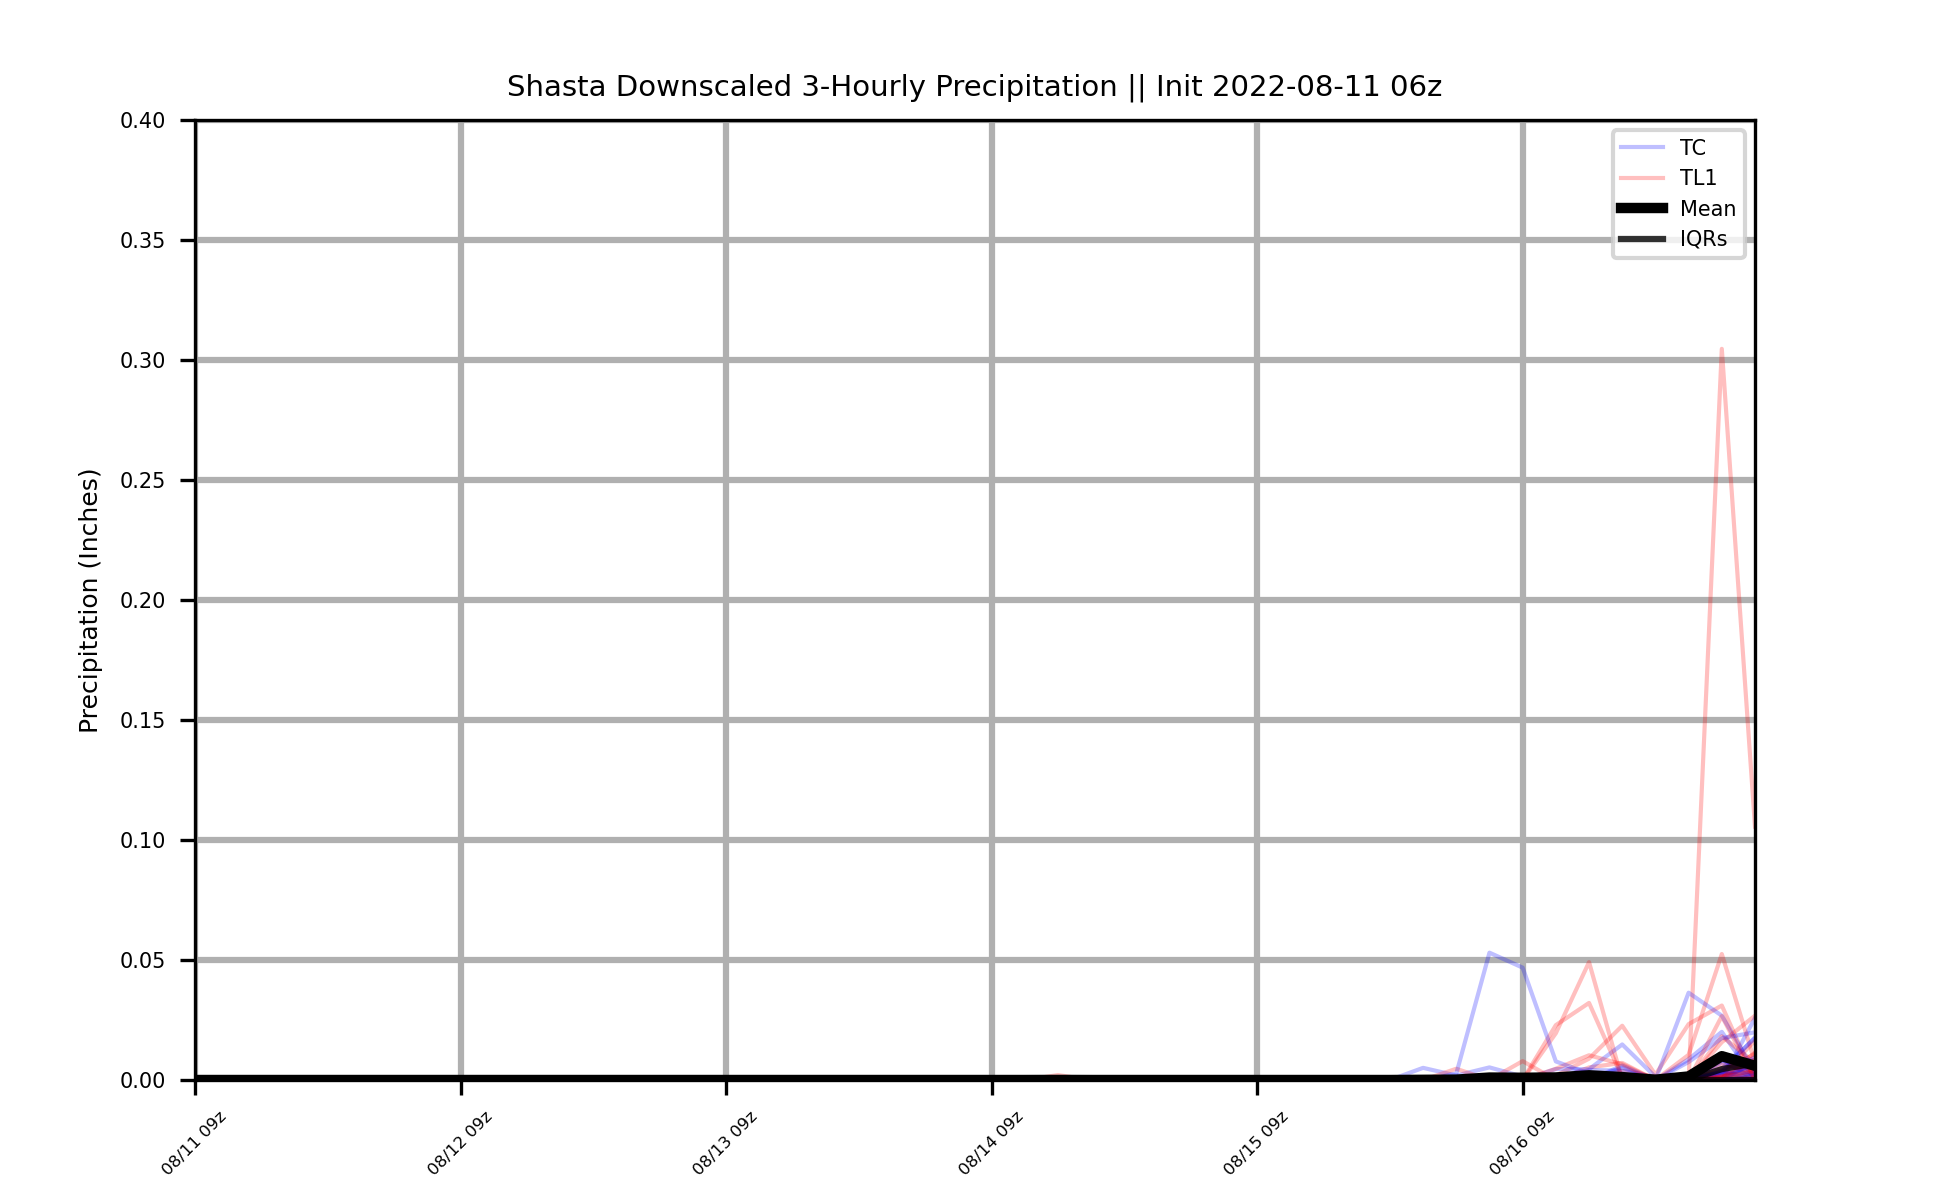 Shasta Downscaled 3-Hourly Precipitation || Init 2022-08-11 06z
0.40
0.35
0.30
0.25
0.20
0.15
0.10
0.05
0.00
Precipitation (Inches)
TC
TL1
Mean
IQRs
08/11 09z
08/12 09z
08/13 09z
08/14 09z
08/15 09z
08/16 09z